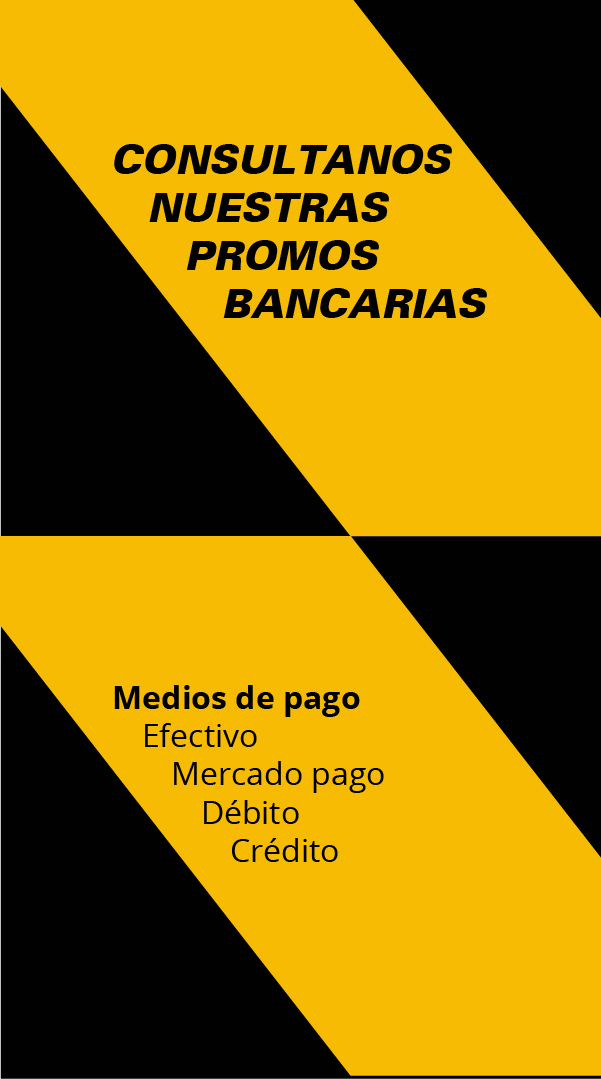 CONSULTANOS
NUESTRAS
PROMOS
BANCARIAS
Medios de pago
Efectivo
Mercado pago
Débito
Crédito